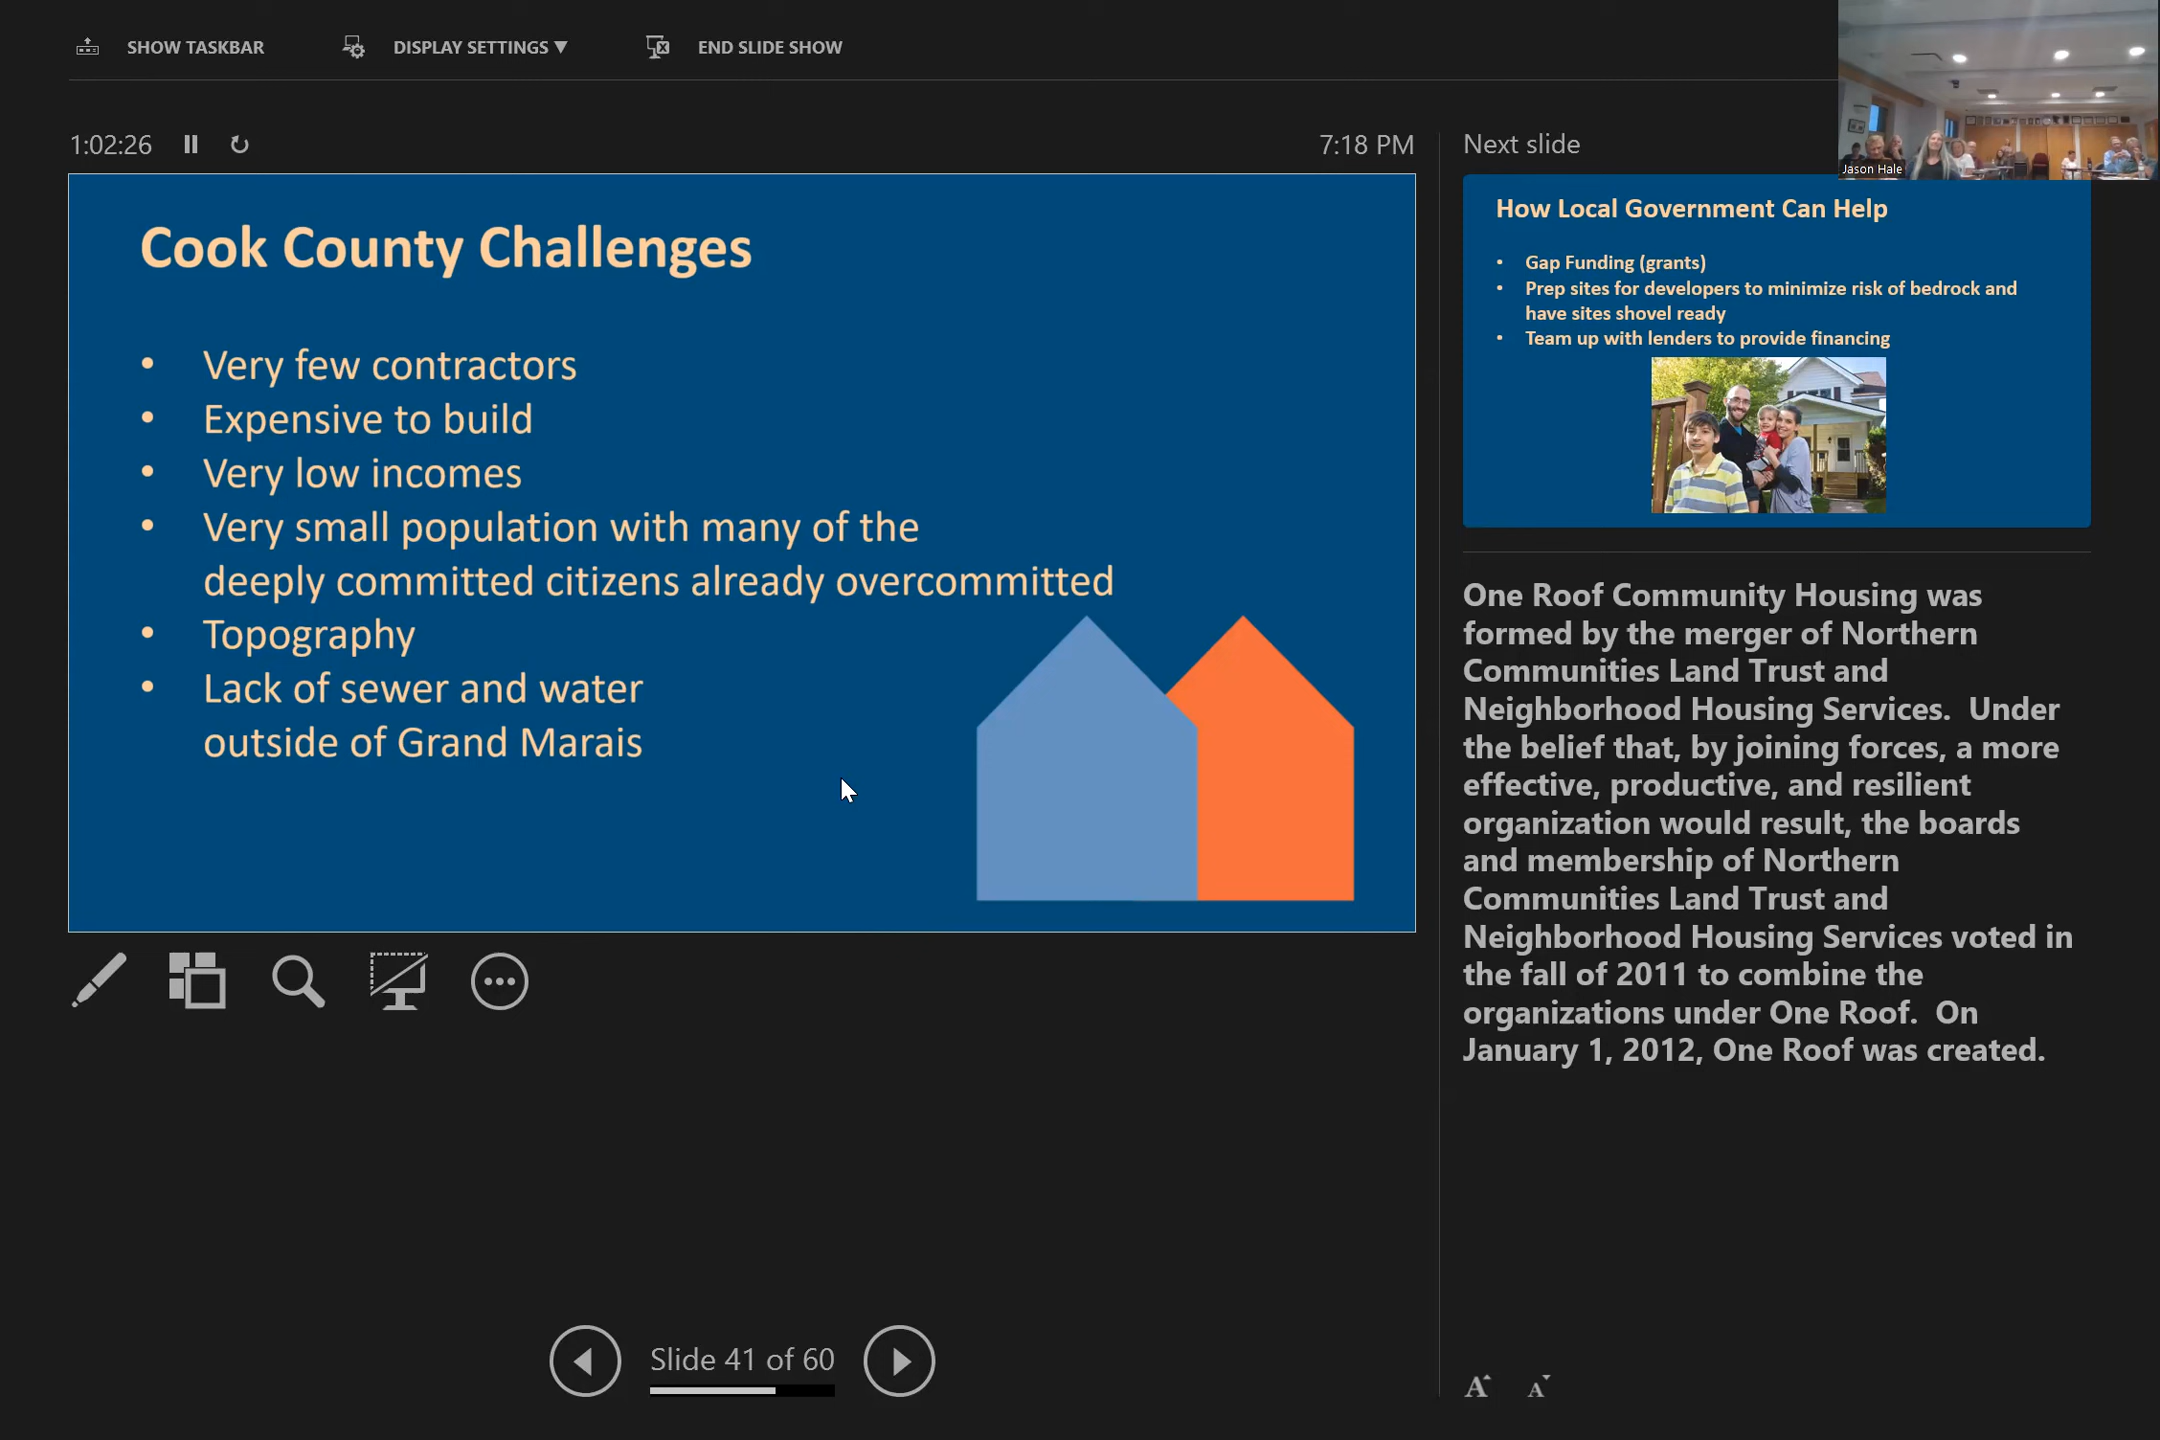 SHOW TASKBAR DISPLAY SETTINGS ▼ END SLIDE SHOW
1:02:26
7:18 PM
Cook County Challenges
• Very few contractors
• Expensive to build
• Very low incomes
• Very small population with many of the
deeply committed citizens already overcommitted
• Topography
• Lack of sewer and water
outside of Grand Marais
Slide 41 of 60
Next slide
Jason Hale
How Local Government Can Help
• Gap Funding (grants)
• Prep sites for developers to minimize risk of bedrock and
have sites shovel ready
• Team up with lenders to provide financing
One Roof Community Housing was
formed by the merger of Northern
Communities Land Trust and
Neighborhood Housing Services.  Under
the belief that, by joining forces, a more
effective, productive, and resilient
organization would result, the boards
and membership of Northern
Communities Land Trust and
Neighborhood Housing Services voted in
the fall of 2011 to combine the
organizations under One Roof.  On
January 1, 2012, One Roof was created.
A A